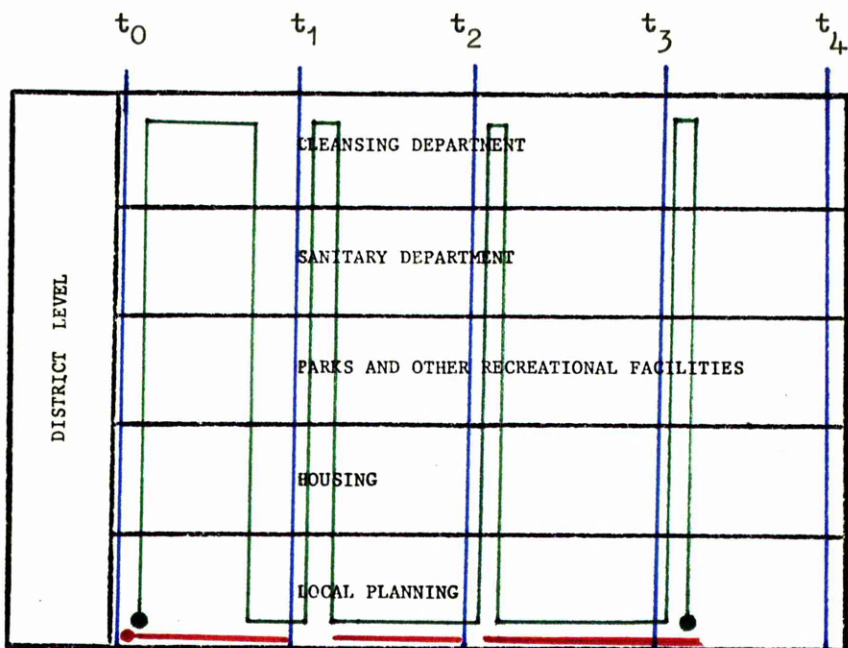 t0 t1 t2 t3 t4
CLEANSING DEPARTMENT
SANITARY DEPARTMENT
DISTRICT LEVEL
PARKS AND OTHER RECREATIONAL FACILITIES
HOUSING
LOCAL PLANNING